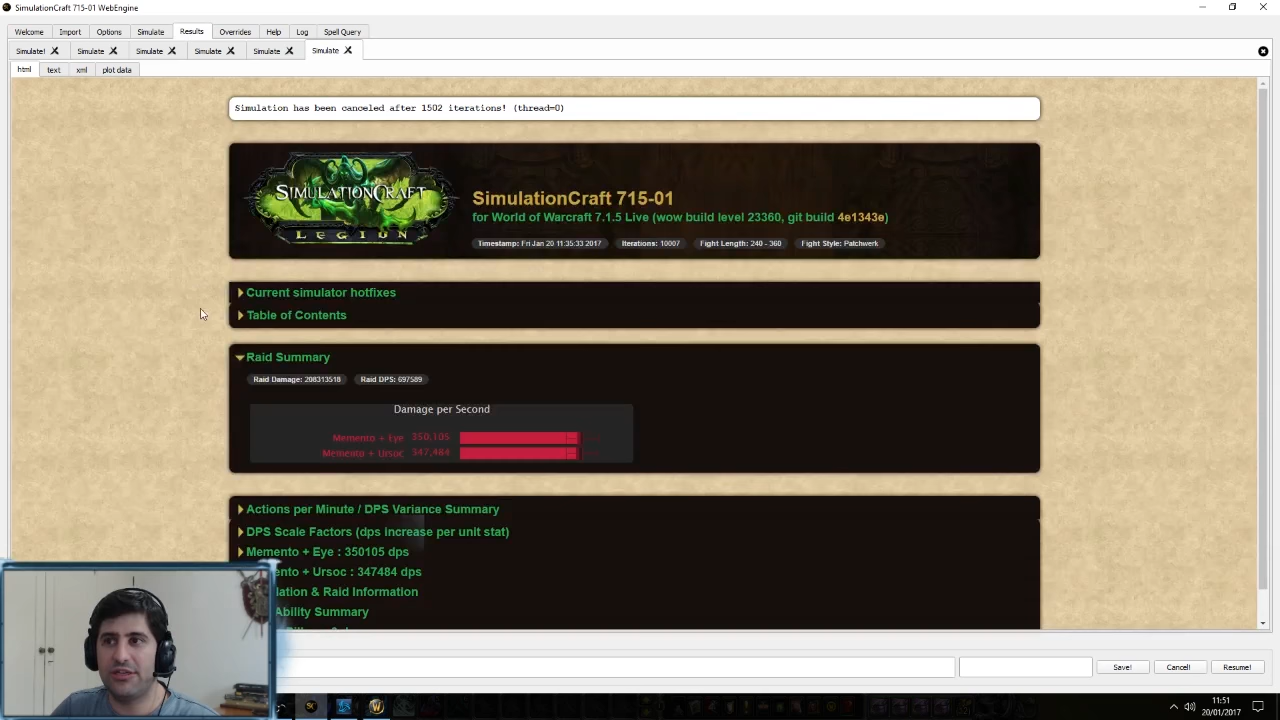 SimulationCraft 715-01 WebEngine
Welcome Import Options Simulate Results Overrides Help Log Spell Query
Simulate! Simulate Simulate Simulate Simulate Simulate
html text xml plot data
Simulation has been canceled after 1502 iterations! (thread=0)
SIMULATIONCRAFT
LEGION
SimulationCraft 715-01
for World of Warcraft 7.1.5 Live (wow build level 23360, git build 4e1343e)
Timestamp: Fri Jan 20 11:35:33 2017 Iterations: 10007 Fight Length: 240 - 360 Fight Style: Patchwerk
Current simulator hotfixes
Table of Contents
Raid Summary
Raid Damage: 208313518 Raid DPS: 697589
Damage per Second
Memento + Eye 350,105
Memento + Ursoc 347,484
Actions per Minute / DPS Variance Summary
DPS Scale Factors (dps increase per unit stat)
Memento + Eye : 350105 dps
ento + Ursoc : 347484 dps
lation & Raid Information
Ability Summary
Save! Cancel! Resume!
11:51
20/01/2017